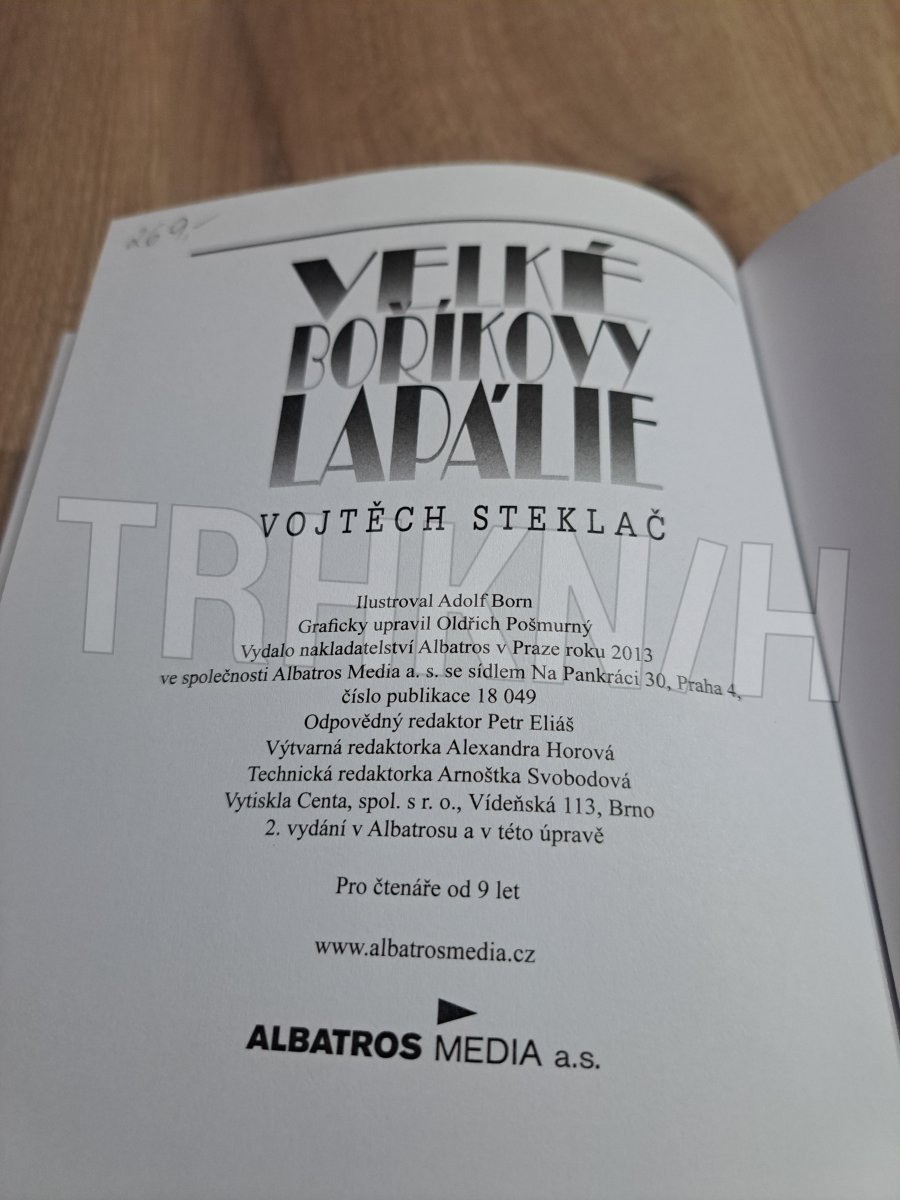 269,-
VELKÉ
BOŘÍKOVY
LAPÁLIE
VOJTĚCH STEKLAČ
TRHKN/H
Ilustroval Adolf Born
Graficky upravil Oldřich Pošmurný
Vydalo nakladatelství Albatros v Praze roku 2013
ve společnosti Albatros Media a. s. se sídlem Na Pankráci 30, Praha 4,
číslo publikace 18 049
Odpovědný redaktor Petr Eliáš
Výtvarná redaktorka Alexandra Horová
Technická redaktorka Arnoštka Svobodová
Vytiskla Centa, spol. s r. o., Vídeňská 113, Brno
2. vydání v Albatrosu a v této úpravě
Pro čtenáře od 9 let
www.albatrosmedia.cz
ALBATROS MEDIA a.s.